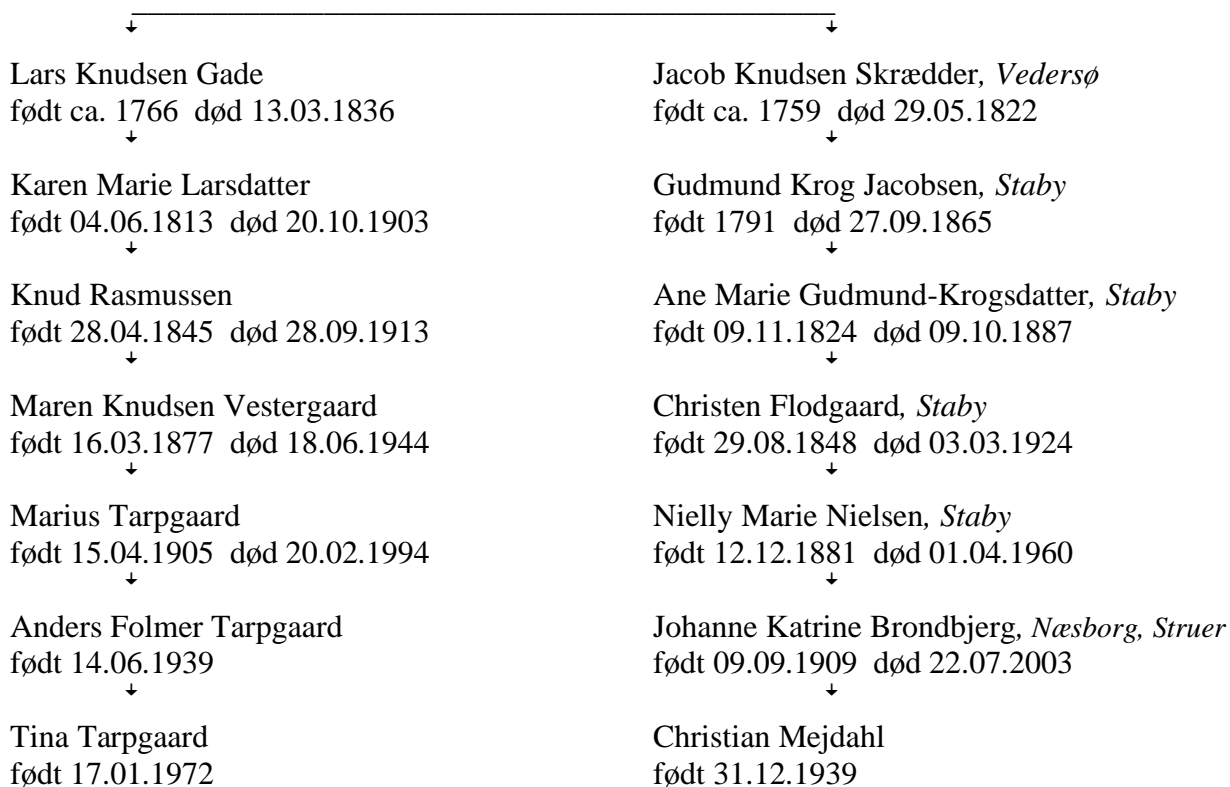 Lars Knudsen Gade
født ca. 1766  død 13.03.1836
Karen Marie Larsdatter
født 04.06.1813  død 20.10.1903
Knud Rasmussen
født 28.04.1845  død 28.09.1913
Maren Knudsen Vestergaard
født 16.03.1877  død 18.06.1944
Marius Tarpgaard
født 15.04.1905  død 20.02.1994
Anders Folmer Tarpgaard
født 14.06.1939
Tina Tarpgaard
født 17.01.1972
Jacob Knudsen Skrædder, Vedersø
født ca. 1759  død 29.05.1822
Gudmund Krog Jacobsen, Staby
født 1791  død 27.09.1865
Ane Marie Gudmund-Krogsdatter, Staby
født 09.11.1824  død 09.10.1887
Christen Flodgaard, Staby
født 29.08.1848  død 03.03.1924
Nielly Marie Nielsen, Staby
født 12.12.1881  død 01.04.1960
Johanne Katrine Brondbjerg, Næsborg, Struer
født 09.09.1909  død 22.07.2003
Christian Mejdahl
født 31.12.1939